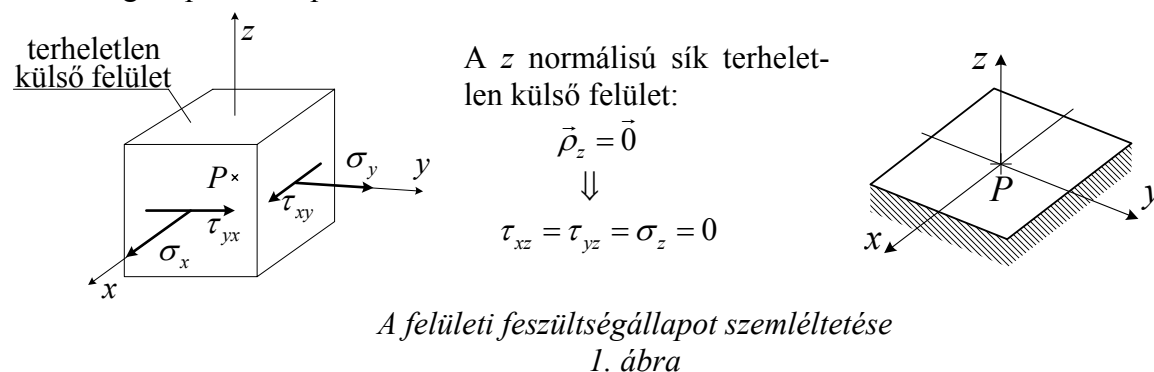 terheletlen
külső felület
z
P
σ_y
y
τ_xy
τ_yx
σ_x
x
A z normálisú sík terhelet-
len külső felület:
ρ⃗_z = 0⃗
⇓
τ_xz = τ_yz = σ_z = 0
z
P
y
x
A felületi feszültségállapot szemléltetése
1. ábra